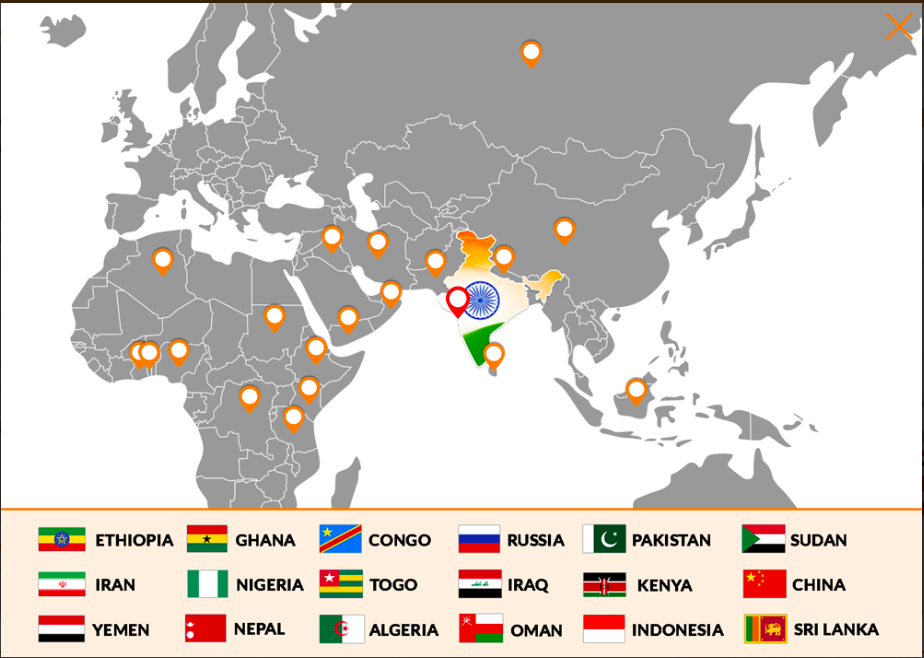 ETHIOPIA GHANA CONGO RUSSIA PAKISTAN SUDAN
IRAN NIGERIA TOGO IRAQ KENYA CHINA
YEMEN NEPAL ALGERIA OMAN INDONESIA SRI LANKA